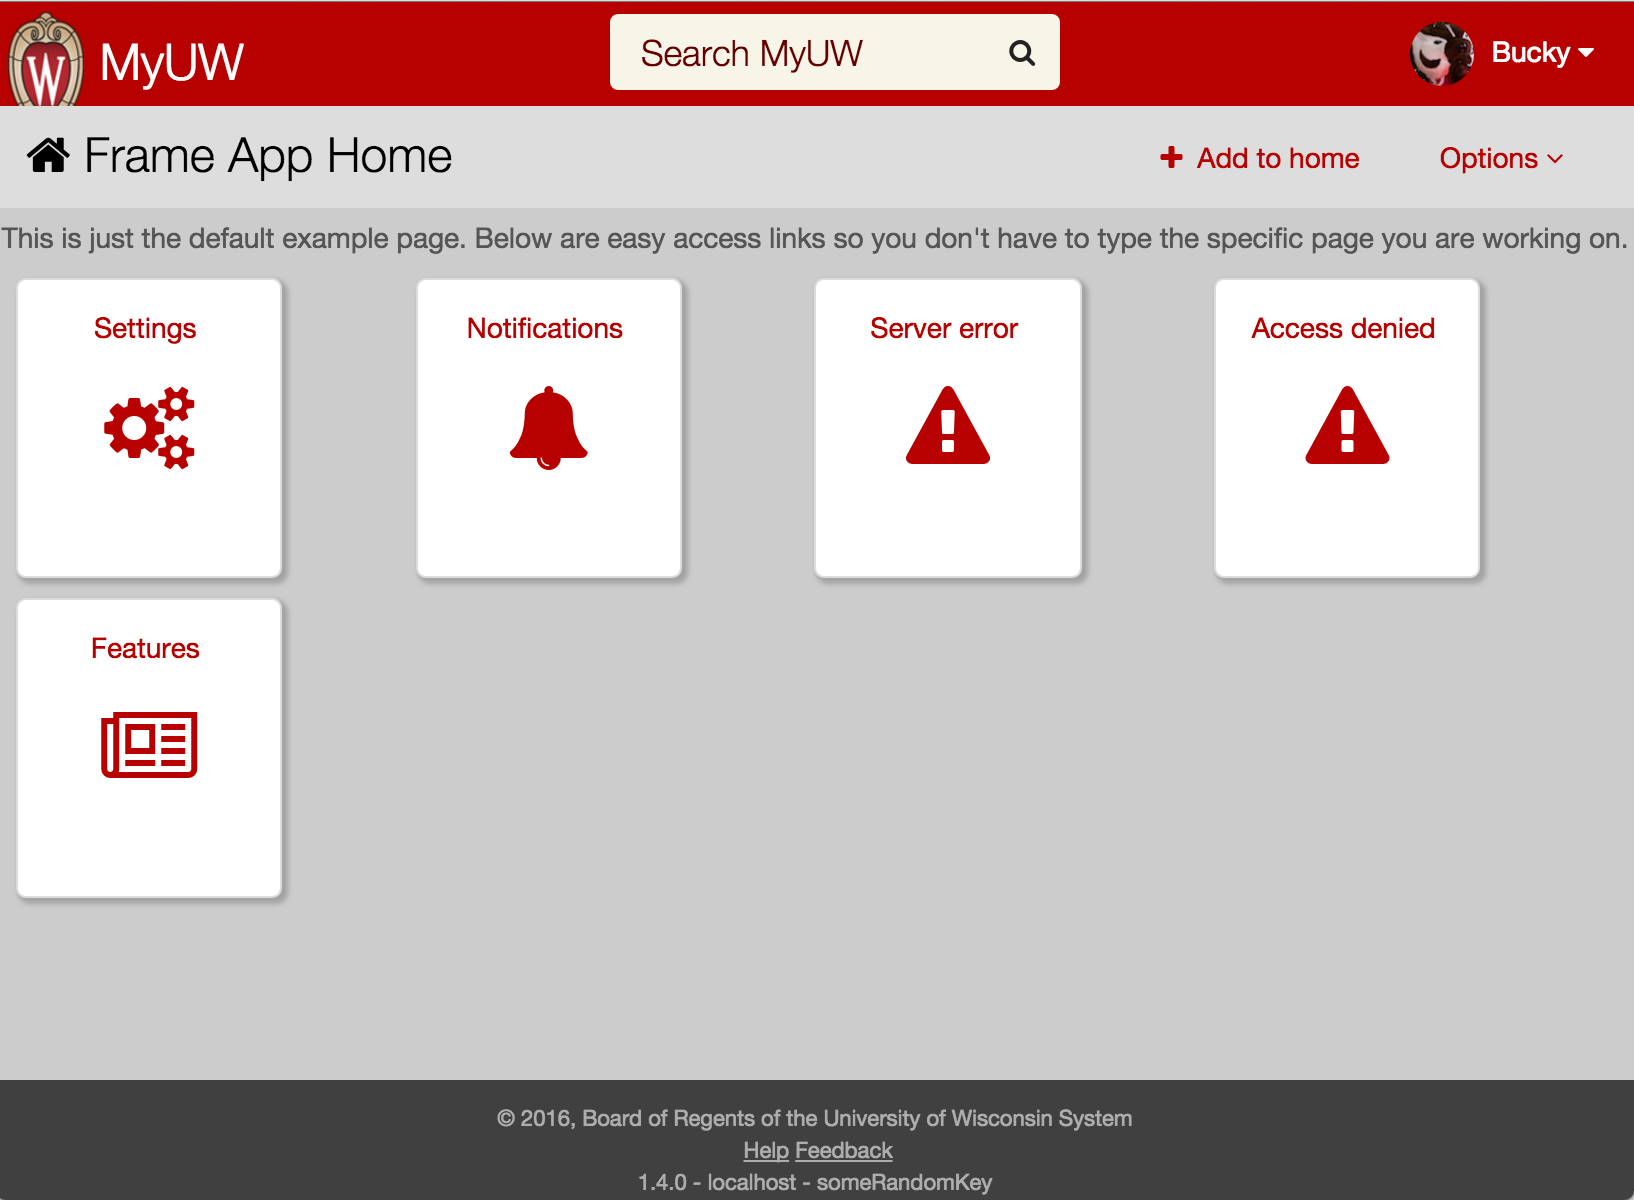 W
MyUW
Search MyUW
Bucky
Frame App Home
Add to home
Options
This is just the default example page. Below are easy access links so you don't have to type the specific page you are working on.
Settings
Notifications
Server error
Access denied
Features
© 2016, Board of Regents of the University of Wisconsin System
Help Feedback
1.4.0 - localhost - someRandomKey